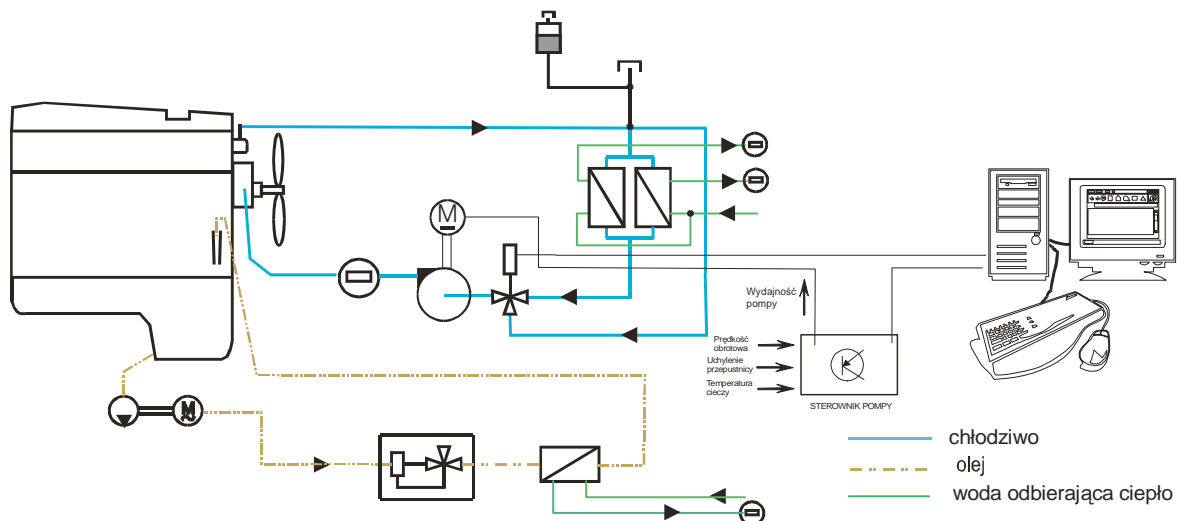 M
Wydajność
pompy
Prędkość
obrotowa
Uchylenie
przepustnicy
Temperatura
cieczy
STEROWNIK POMPY
M
~
chłodziwo
olej
woda odbierająca ciepło